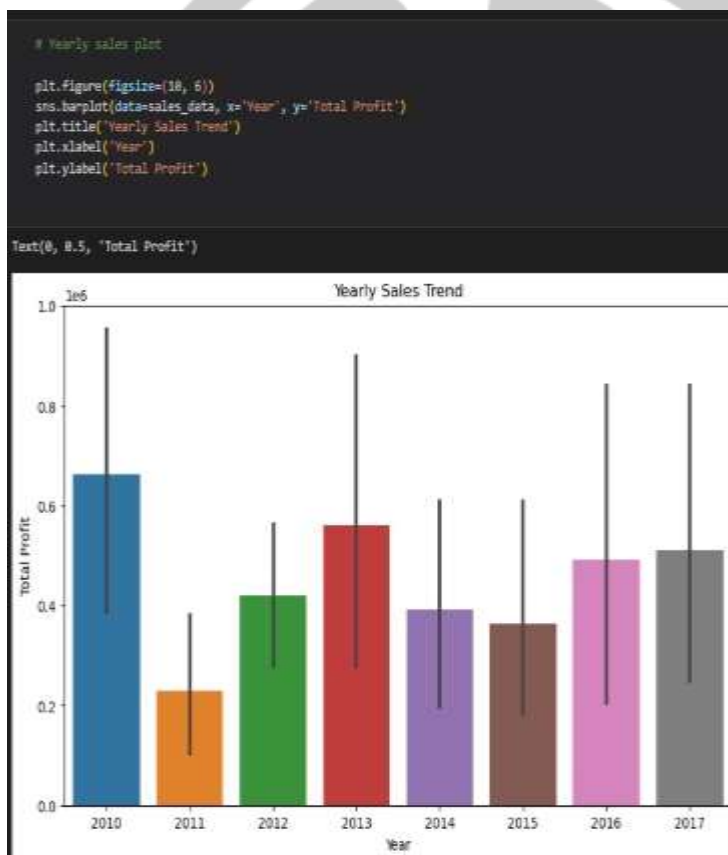 # Yearly sales plot
plt.figure(figsize=(10, 6))
sns.barplot(data=sales_data, x='Year', y='Total Profit')
plt.title('Yearly Sales Trend')
plt.xlabel('Year')
plt.ylabel('Total Profit')
Text(0, 0.5, 'Total Profit')
Yearly Sales Trend
1e6
1.0
0.8
0.6
0.4
0.2
0.0
Total Profit
2010 2011 2012 2013 2014 2015 2016 2017
Year